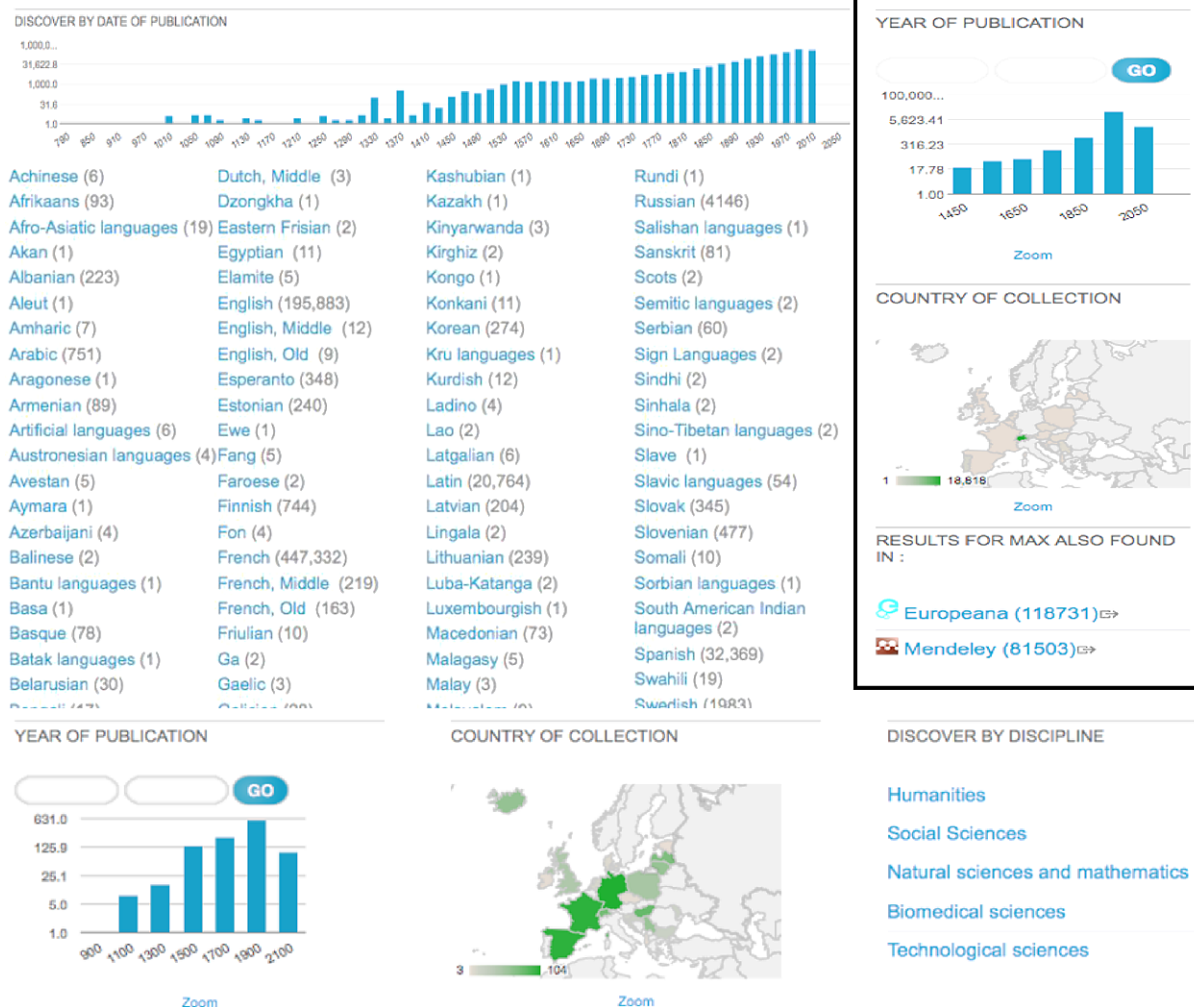 DISCOVER BY DATE OF PUBLICATION
1,000,0...
31,622.8
1,000.0
31.6
1.0
790 850 910 970 1010 1050 1090 1130 1170 1210 1250 1290 1330 1370 1410 1450 1490 1530 1570 1610 1650 1690 1730 1770 1810 1850 1890 1930 1970 2010 2050
Achinese (6)
Afrikaans (93)
Afro-Asiatic languages (19)
Akan (1)
Albanian (223)
Aleut (1)
Amharic (7)
Arabic (751)
Aragonese (1)
Armenian (89)
Artificial languages (6)
Austronesian languages (4)
Avestan (5)
Aymara (1)
Azerbaijani (4)
Balinese (2)
Bantu languages (1)
Basa (1)
Basque (78)
Batak languages (1)
Belarusian (30)
Dutch, Middle (3)
Dzongkha (1)
Eastern Frisian (2)
Egyptian (11)
Elamite (5)
English (195,883)
English, Middle (12)
English, Old (9)
Esperanto (348)
Estonian (240)
Ewe (1)
Fang (5)
Faroese (2)
Finnish (744)
Fon (4)
French (447,332)
French, Middle (219)
French, Old (163)
Friulian (10)
Ga (2)
Gaelic (3)
Kashubian (1)
Kazakh (1)
Kinyarwanda (3)
Kirghiz (2)
Kongo (1)
Konkani (11)
Korean (274)
Kru languages (1)
Kurdish (12)
Ladino (4)
Lao (2)
Latgalian (6)
Latin (20,764)
Latvian (204)
Lingala (2)
Lithuanian (239)
Luba-Katanga (2)
Luxembourgish (1)
Macedonian (73)
Malagasy (5)
Malay (3)
Rundi (1)
Russian (4146)
Salishan languages (1)
Sanskrit (81)
Scots (2)
Semitic languages (2)
Serbian (60)
Sign Languages (2)
Sindhi (2)
Sinhala (2)
Sino-Tibetan languages (2)
Slave (1)
Slavic languages (54)
Slovak (345)
Slovenian (477)
Somali (10)
Sorbian languages (1)
South American Indian
languages (2)
Spanish (32,369)
Swahili (19)
Swedish (1983)
YEAR OF PUBLICATION
GO
100,000...
5,623.41
316.23
17.78
1.00
1450 1650 1850 2050
Zoom
COUNTRY OF COLLECTION
1 18,818
Zoom
RESULTS FOR MAX ALSO FOUND
IN :
Europeana (118731)
Mendeley (81503)
YEAR OF PUBLICATION
GO
631.0
125.9
25.1
5.0
1.0
900 1100 1300 1500 1700 1900 2100
Zoom
COUNTRY OF COLLECTION
3 104
Zoom
DISCOVER BY DISCIPLINE
Humanities
Social Sciences
Natural sciences and mathematics
Biomedical sciences
Technological sciences